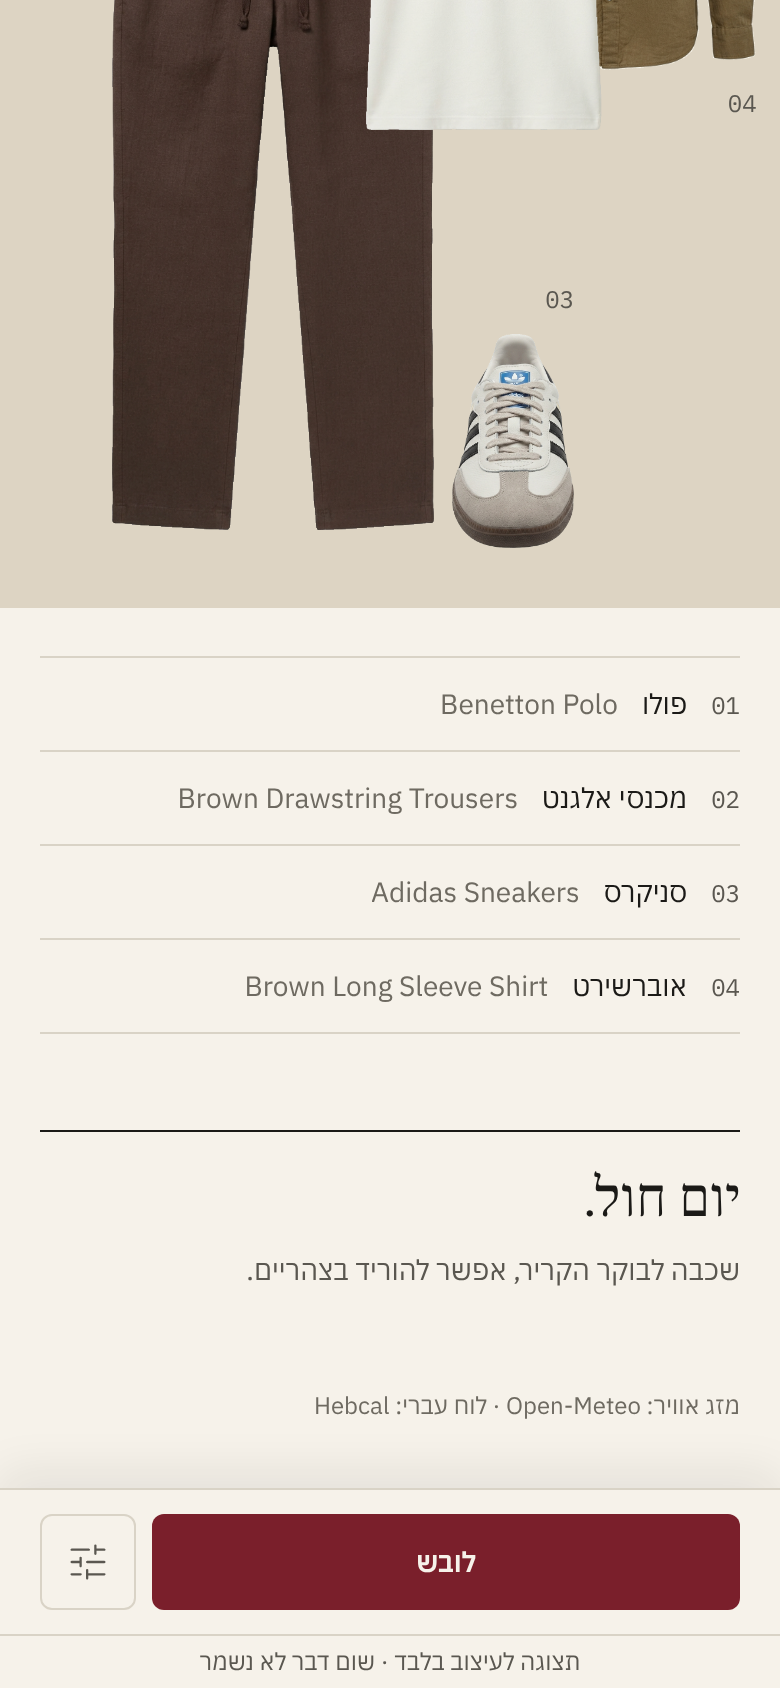 04
03
01 פולו Benetton Polo
02 מכנסי אלגנט Brown Drawstring Trousers
03 סניקרס Adidas Sneakers
04 אוברשירט Brown Long Sleeve Shirt
יום חול.
שכבה לבוקר הקריר, אפשר להוריד בצהריים.
מזג אוויר: Open-Meteo · לוח עברי: Hebcal
לובש
תצוגה לעיצוב בלבד · שום דבר לא נשמר